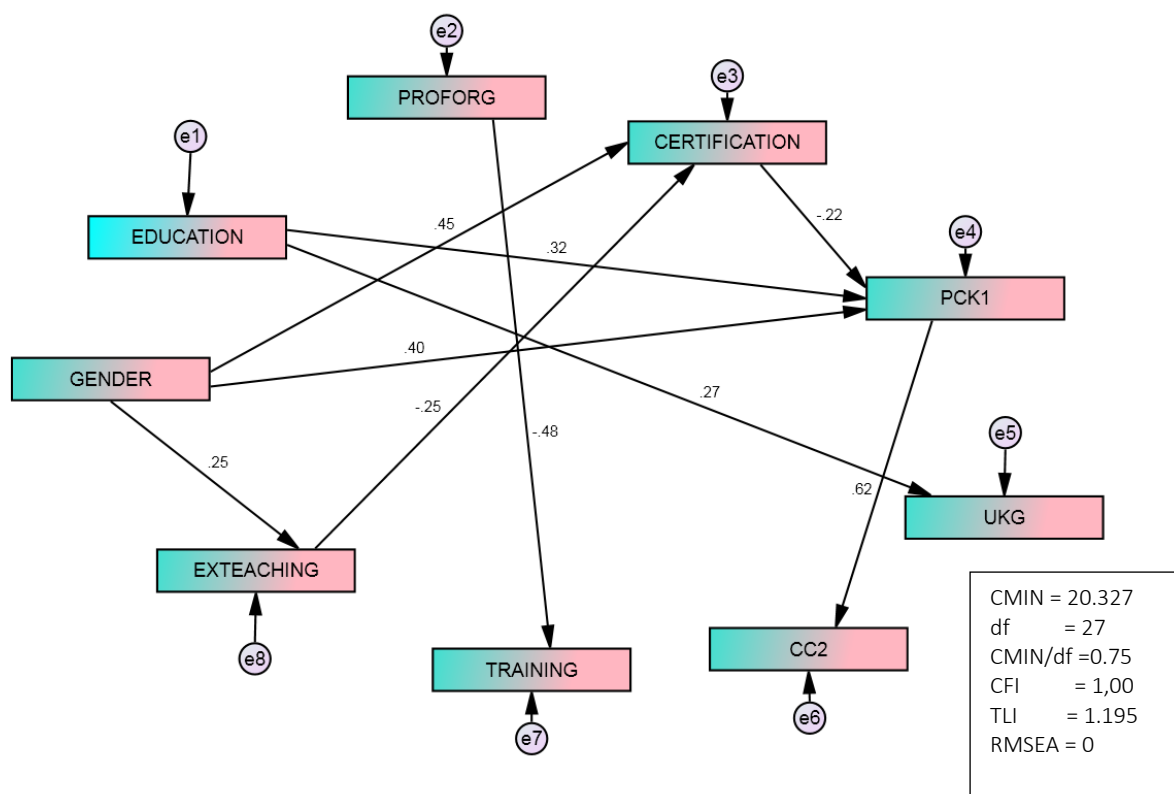 e2
PROFORG
e3
CERTIFICATION
e1
EDUCATION
.45
.32
-.22
e4
PCK1
GENDER
.40
-.25
.27
-.48
e5
.25
.62
UKG
EXTEACHING
e8
TRAINING
e7
CC2
e6
CMIN = 20.327
df = 27
CMIN/df =0.75
CFI = 1,00
TLI = 1.195
RMSEA = 0